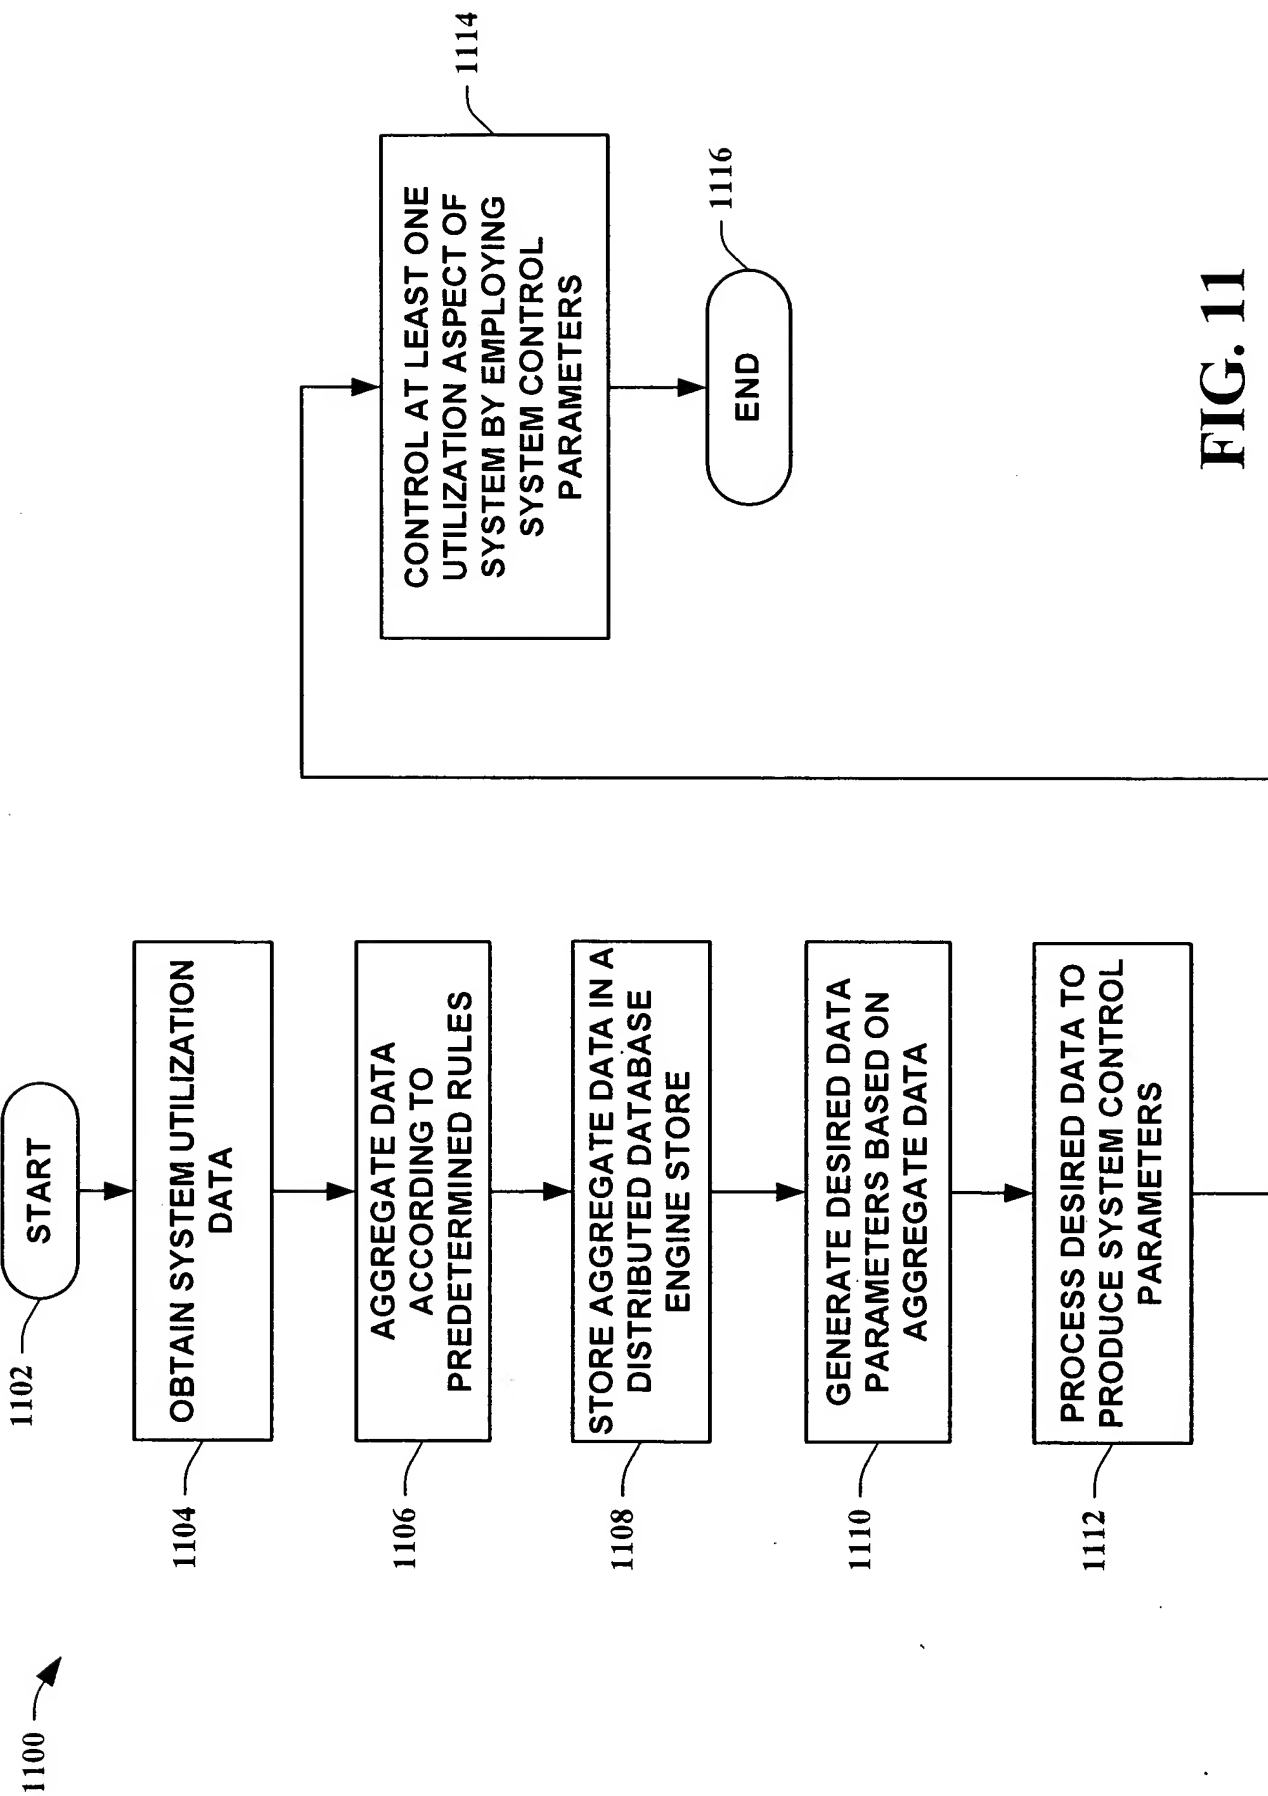 1100
1102
START
1104
OBTAIN SYSTEM UTILIZATION
DATA
1106
AGGREGATE DATA
ACCORDING TO
PREDETERMINED RULES
1108
STORE AGGREGATE DATA IN A
DISTRIBUTED DATABASE
ENGINE STORE
1110
GENERATE DESIRED DATA
PARAMETERS BASED ON
AGGREGATE DATA
1112
PROCESS DESIRED DATA TO
PRODUCE SYSTEM CONTROL
PARAMETERS
1114
CONTROL AT LEAST ONE
UTILIZATION ASPECT OF
SYSTEM BY EMPLOYING
SYSTEM CONTROL
PARAMETERS
1116
END
FIG. 11